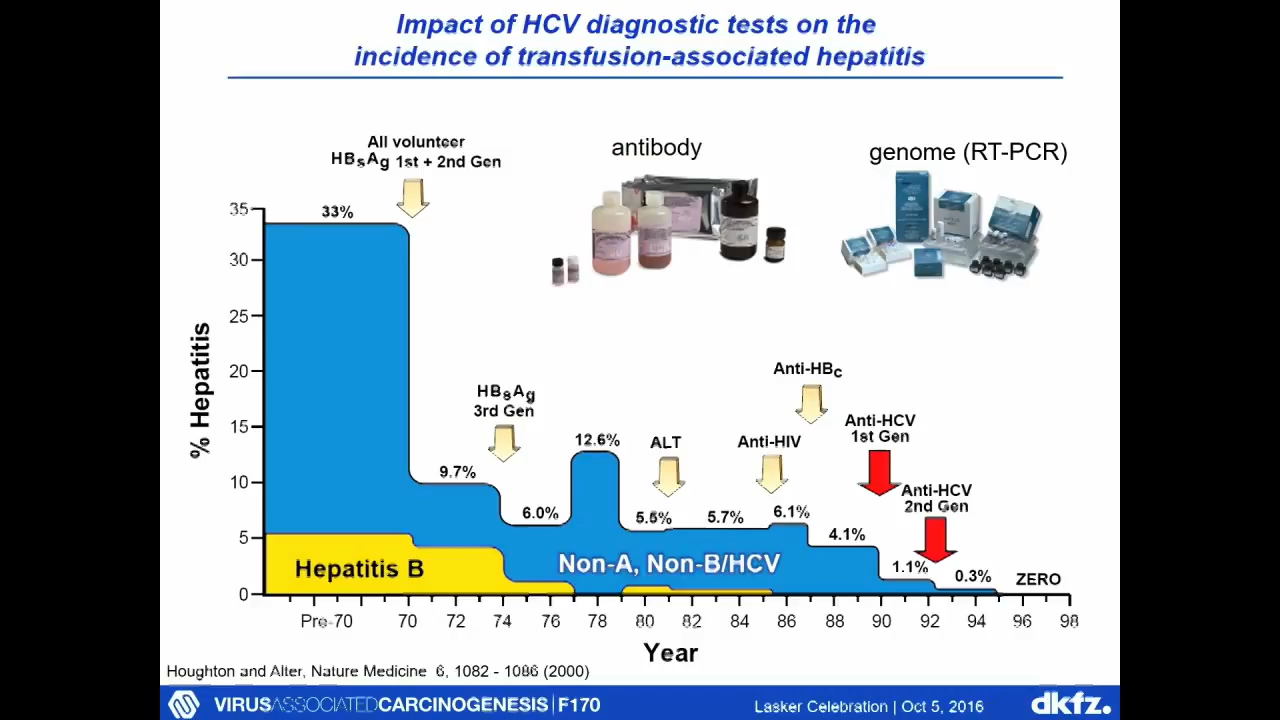 Impact of HCV diagnostic tests on the
incidence of transfusion-associated hepatitis
All volunteer
HBsAg 1st + 2nd Gen
antibody
genome (RT-PCR)
35
33%
30
25
Anti-HBc
% Hepatitis
20
HBsAg
3rd Gen
Anti-HCV
1st Gen
15
12.6%
ALT
Anti-HIV
9.7%
10
Anti-HCV
2nd Gen
6.0%
5.5%
5.7%
6.1%
4.1%
5
Hepatitis B
Non-A, Non-B/HCV
1.1%
0.3%
ZERO
0
Pre-70 70 72 74 76 78 80 82 84 86 88 90 92 94 96 98
Year
Houghton and Alter, Nature Medicine 6, 1082 - 1086 (2000)
VIRUSASSOCIATEDCARCINOGENESIS | F170
Lasker Celebration | Oct 5, 2016
dkfz.